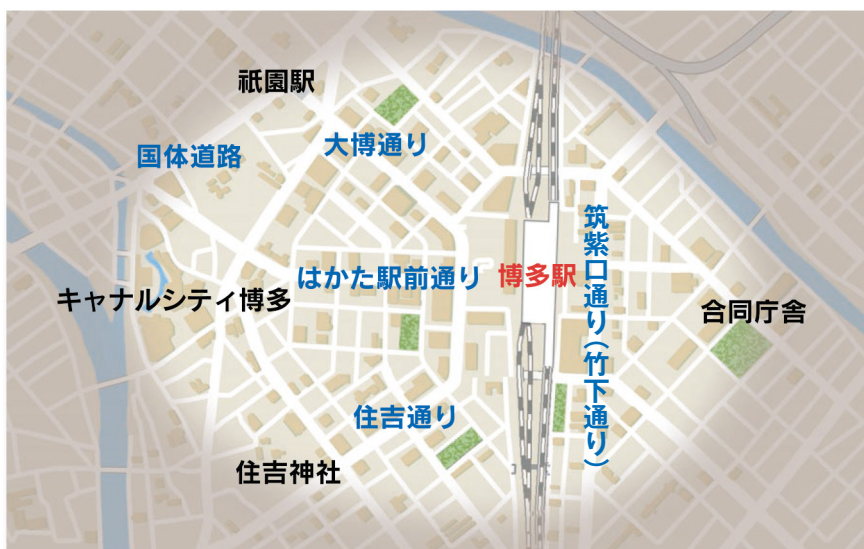 祇園駅
大博通り
国体道路
筑紫口通り(竹下通り)
はかた駅前通り
博多駅
キャナルシティ博多
合同庁舎
住吉通り
住吉神社